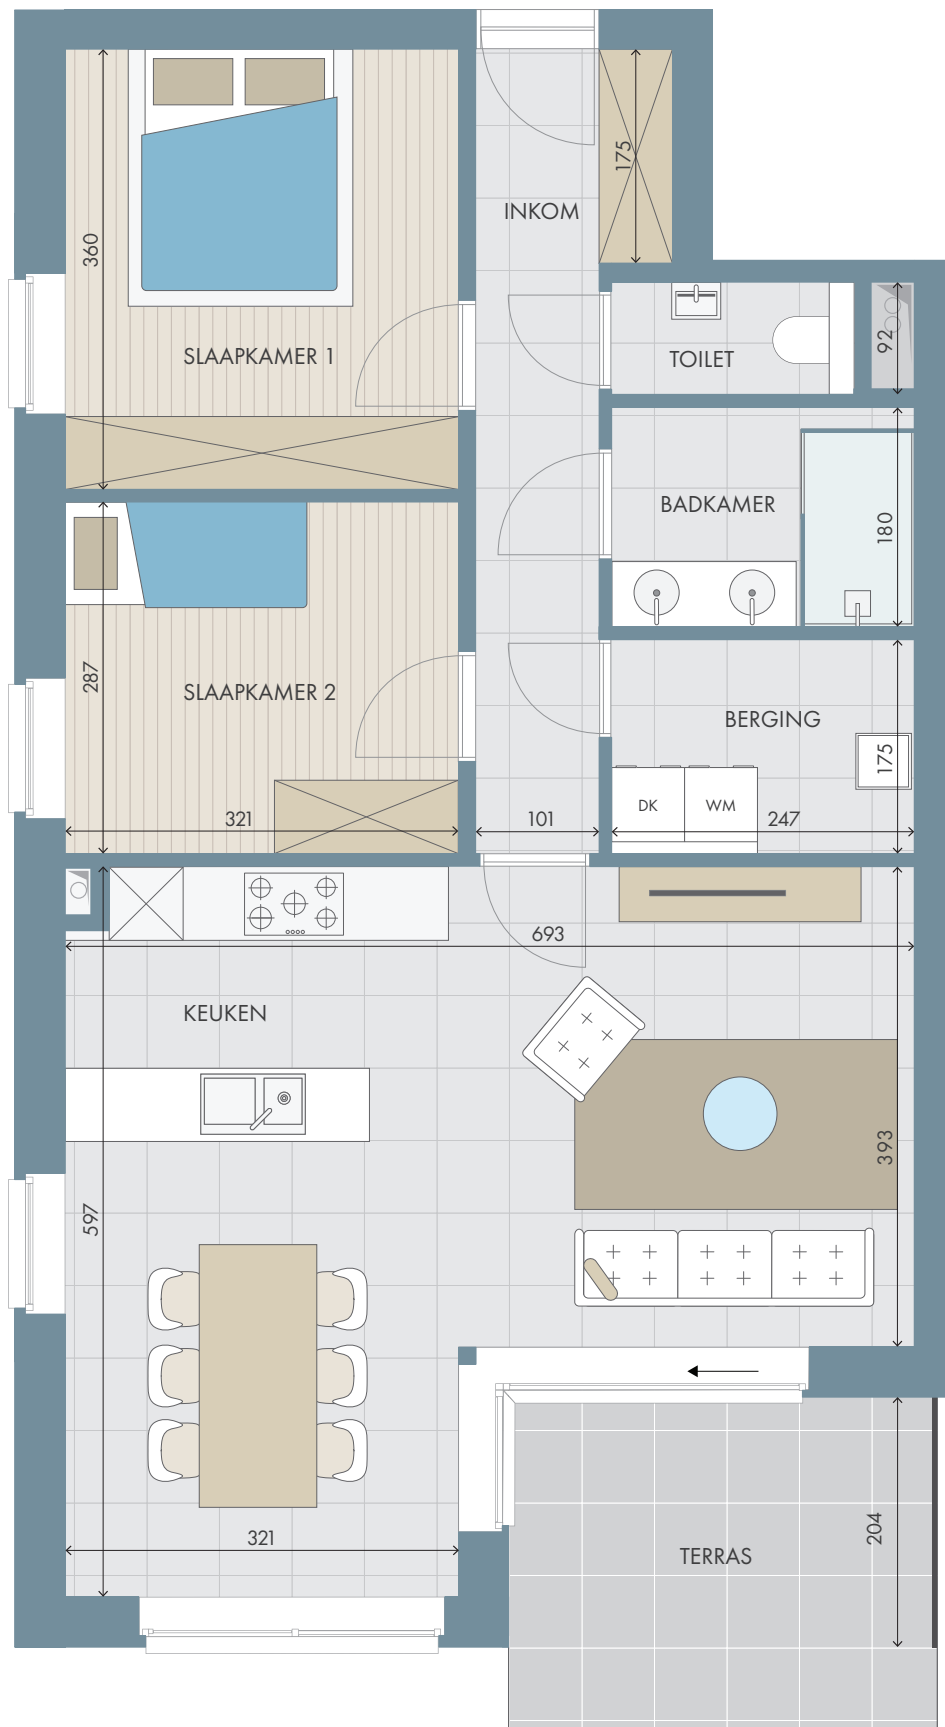 175
INKOM
360
92
SLAAPKAMER 1
TOILET
BADKAMER
180
287
SLAAPKAMER 2
BERGING
175
DK
WM
321
101
247
693
KEUKEN
393
597
321
TERRAS
204